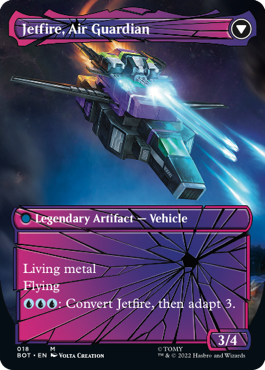 Jetfire, Air Guardian
Legendary Artifact — Vehicle
Living metal
Flying
: Convert Jetfire, then adapt 3.
3/4
018 M
BOT • EN VOLTA CREATION
© TOMY
™ & © 2022 Hasbro and Wizards